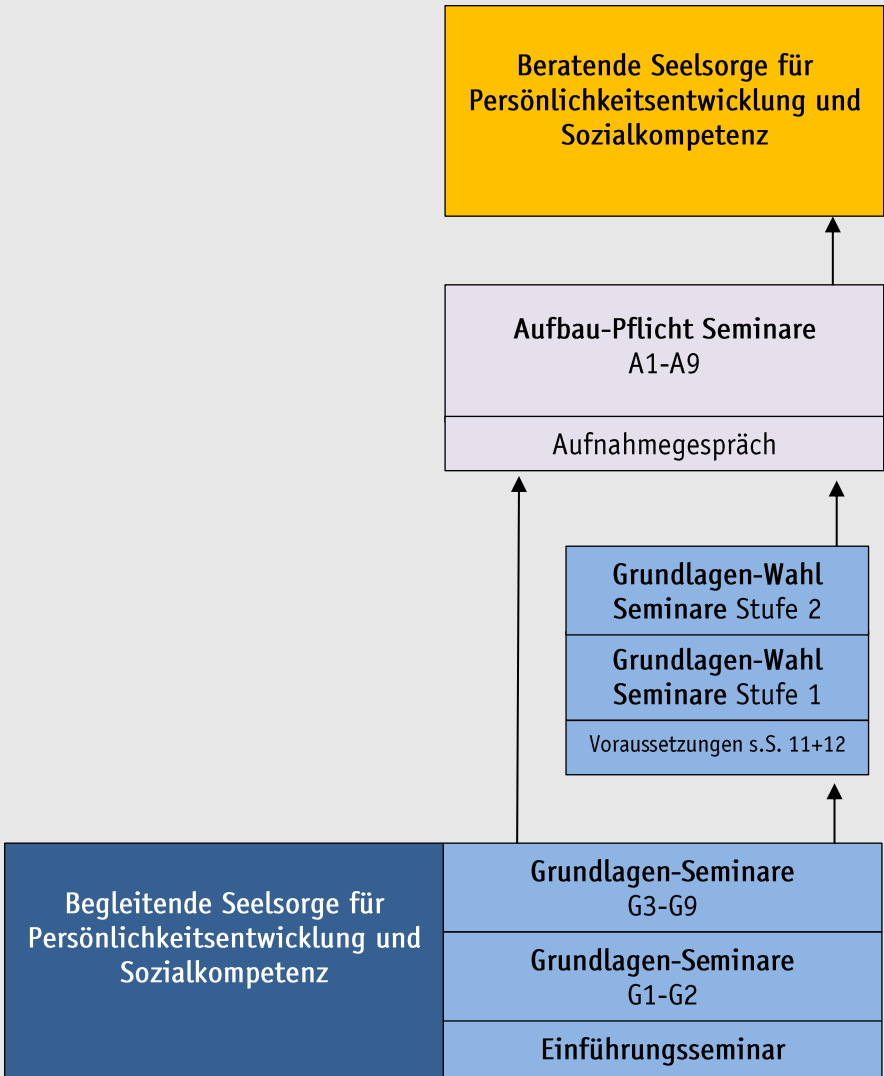 Beratende Seelsorge für
Persönlichkeitsentwicklung und
Sozialkompetenz
Aufbau-Pflicht Seminare
A1-A9
Aufnahmegespräch
Grundlagen-Wahl
Seminare Stufe 2
Grundlagen-Wahl
Seminare Stufe 1
Voraussetzungen s.S. 11+12
Begleitende Seelsorge für
Persönlichkeitsentwicklung und
Sozialkompetenz
Grundlagen-Seminare
G3-G9
Grundlagen-Seminare
G1-G2
Einführungsseminar